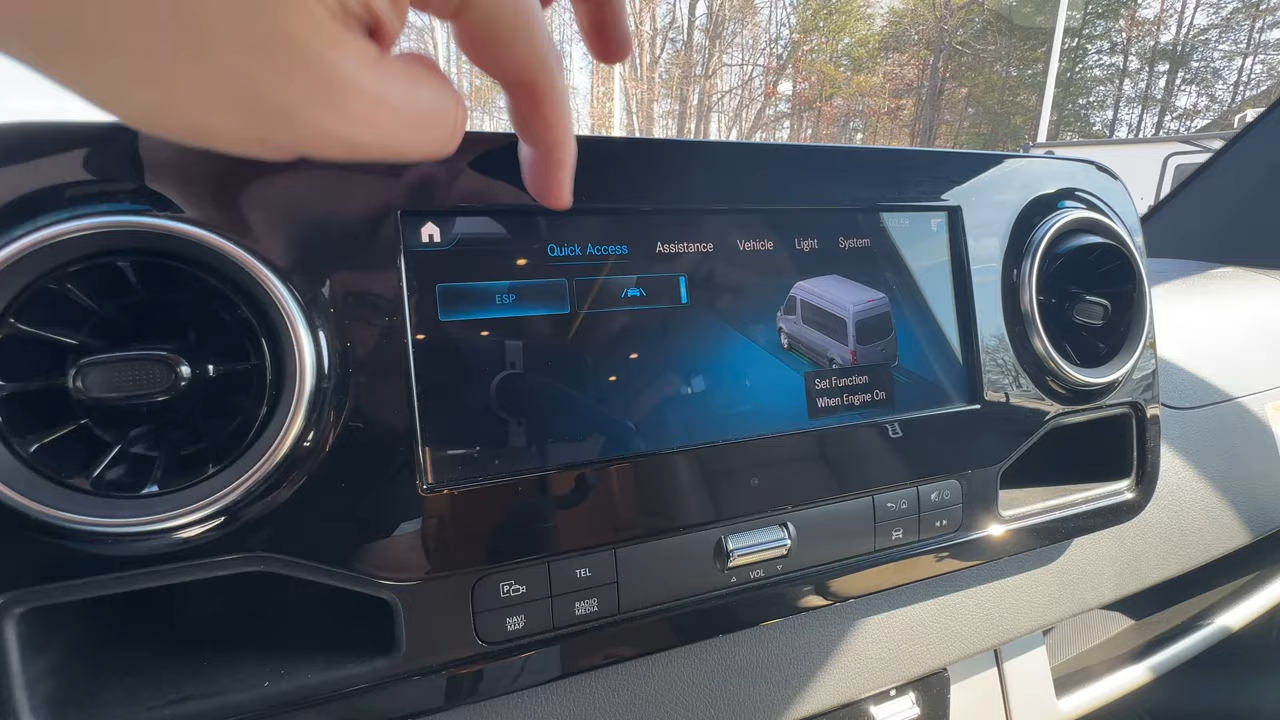 Quick Access Assistance Vehicle Light System
ESP
Set Function
When Engine On
TEL
NAVI
MAP
RADIO
MEDIA
VOL